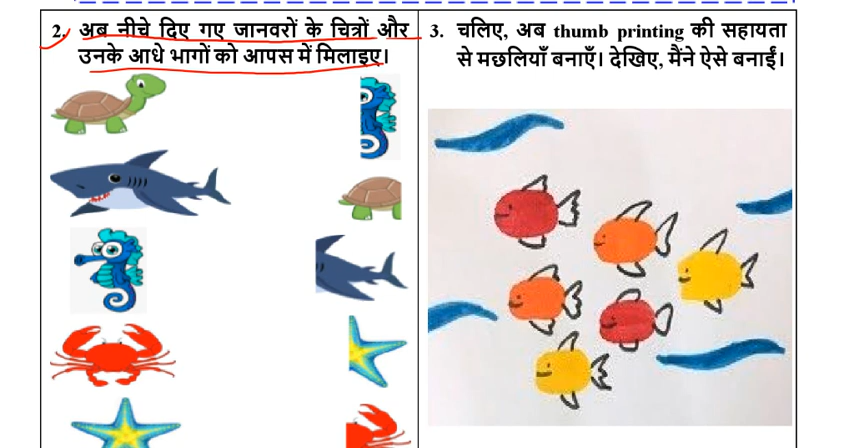 2. अब नीचे दिए गए जानवरों के चित्रों और
उनके आधे भागों को आपस में मिलाइए।
3. चलिए, अब thumb printing की सहायता
से मछलियाँ बनाएँ। देखिए, मैंने ऐसे बनाईं।